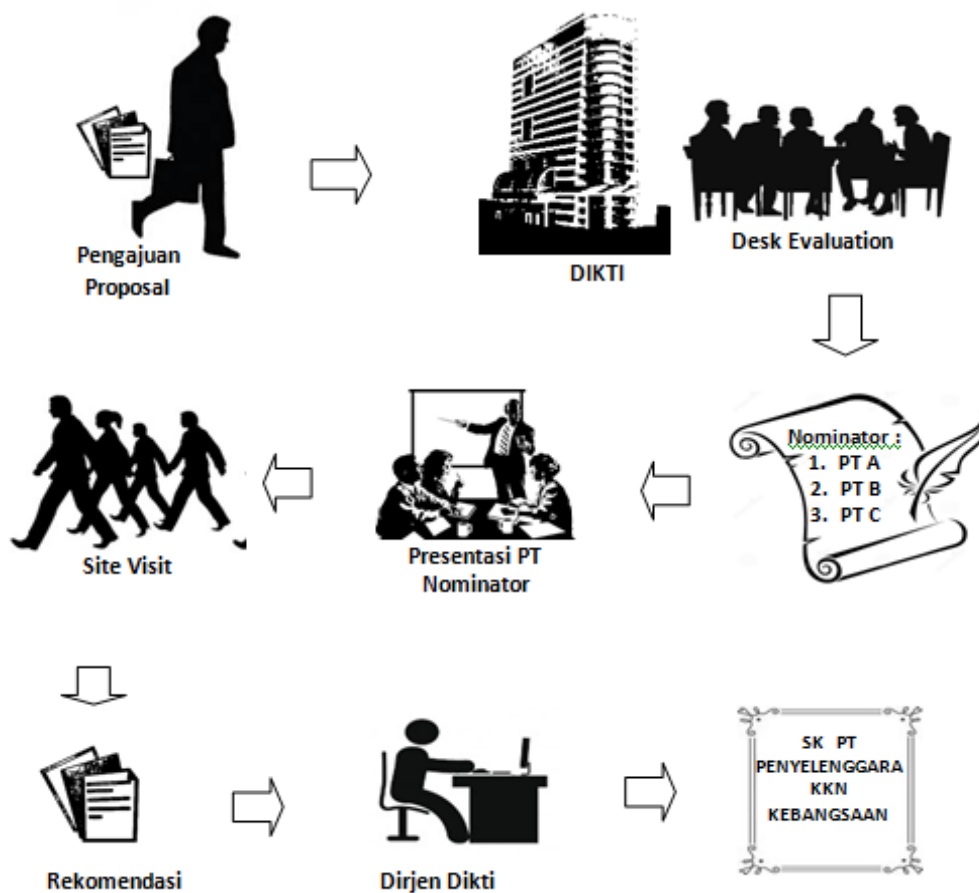 Pengajuan
Proposal
DIKTI
Desk Evaluation
Nominator :
1. PT A
2. PT B
3. PT C
Presentasi PT
Nominator
Site Visit
Rekomendasi
Dirjen Dikti
SK PT
PENYELENGGARA
KKN
KEBANGSAAN